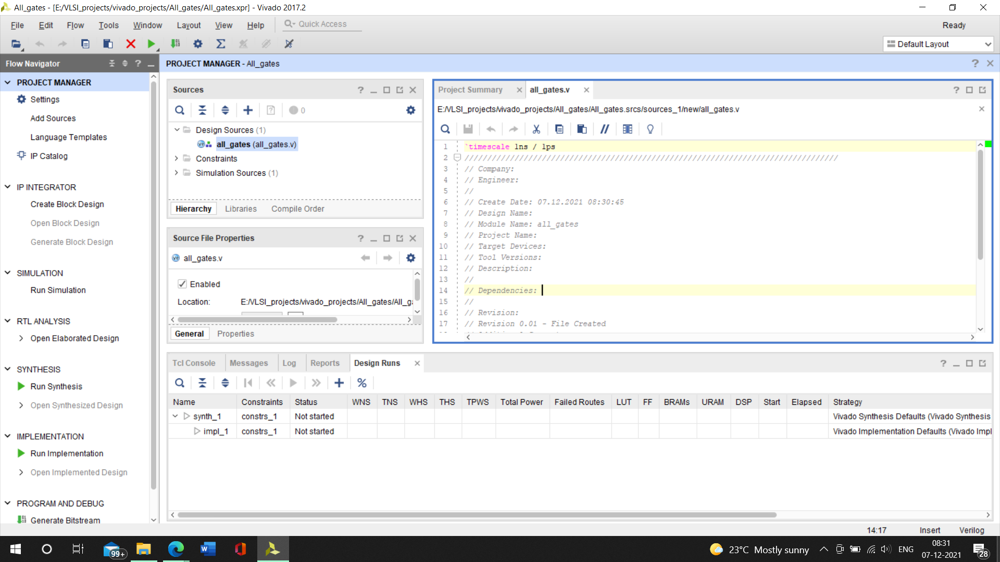 All_gates - [E:/VLSI_projects/vivado_projects/All_gates/All_gates.xpr] - Vivado 2017.2
File Edit Flow Tools Window Layout View Help Quick Access Ready
Default Layout
Flow Navigator
PROJECT MANAGER - All_gates
PROJECT MANAGER
Settings
Add Sources
Language Templates
IP Catalog
IP INTEGRATOR
Create Block Design
Open Block Design
Generate Block Design
SIMULATION
Run Simulation
RTL ANALYSIS
Open Elaborated Design
SYNTHESIS
Run Synthesis
Open Synthesized Design
IMPLEMENTATION
Run Implementation
Open Implemented Design
PROGRAM AND DEBUG
Generate Bitstream
Sources
0
Design Sources (1)
all_gates (all_gates.v)
Constraints
Simulation Sources (1)
Hierarchy Libraries Compile Order
Source File Properties
all_gates.v
Enabled
Location: E:/VLSI_projects/vivado_projects/All_gates/All_ga
General Properties
Project Summary all_gates.v
E:/VLSI_projects/vivado_projects/All_gates/All_gates.srcs/sources_1/new/all_gates.v
1 `timescale 1ns / 1ps
2 //////////////////////////////////////////////////////////////////////////////////
3 // Company:
4 // Engineer:
5 //
6 // Create Date: 07.12.2021 08:30:45
7 // Design Name:
8 // Module Name: all_gates
9 // Project Name:
10 // Target Devices:
11 // Tool Versions:
12 // Description:
13 //
14 // Dependencies:
15 //
16 // Revision:
17 // Revision 0.01 - File Created
Tcl Console Messages Log Reports Design Runs
Name Constraints Status WNS TNS WHS THS TPWS Total Power Failed Routes LUT FF BRAMs URAM DSP Start Elapsed Strategy
synth_1 constrs_1 Not started Vivado Synthesis Defaults (Vivado Synthesis
impl_1 constrs_1 Not started Vivado Implementation Defaults (Vivado Impl
14:17 Insert Verilog
99+
23°C Mostly sunny
ENG
08:31
07-12-2021
28